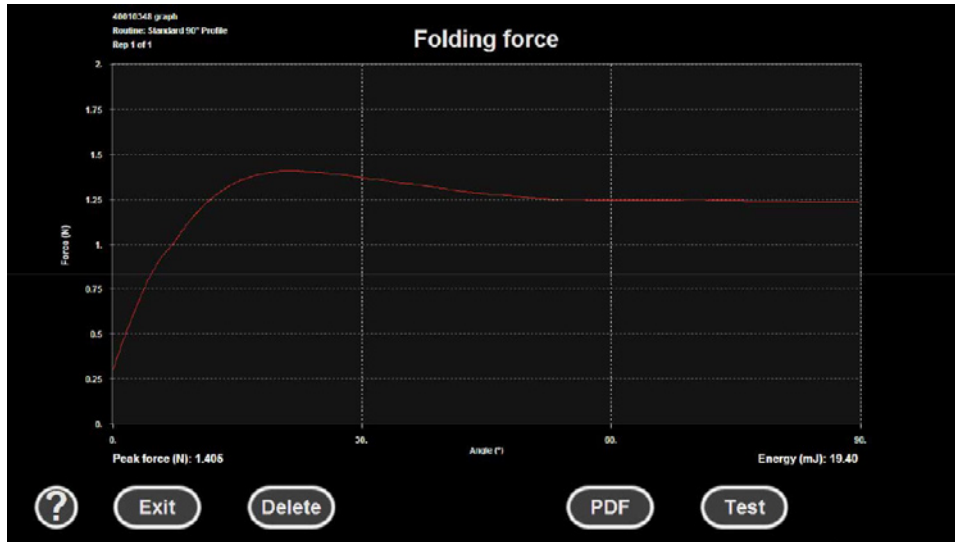 40010348 graph
Routine: Standard 90° Profile
Rep 1 of 1
Folding force
2.
1.75
1.5
1.25
1.
0.75
0.5
0.25
0.
Force (N)
0.
30.
60.
90.
Angle (°)
Peak force (N): 1.405
Energy (mJ): 19.40
?
Exit
Delete
PDF
Test